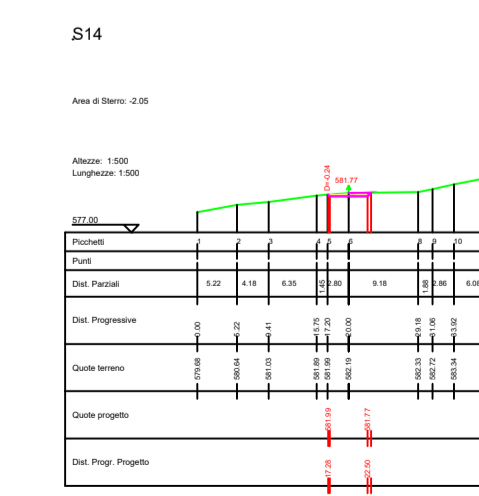 S14
Area di Sterro: -2.05
Altezze: 1:500
Lunghezze: 1:500
D=-0.24
581.77
577.00
Picchetti 1 2 3 4 5 6 8 9 10
Punti
Dist. Parziali 5.22 4.18 6.35 1.45 2.80 9.18 1.88 2.86 6.08
Dist. Progressive 0.00 5.22 9.41 15.75 17.20 20.00 29.18 31.06 33.92
Quote terreno 579.68 580.64 581.03 581.89 581.99 582.19 582.33 582.72 583.34
Quote progetto 581.99 581.77
Dist. Progr. Progetto 17.28 22.50